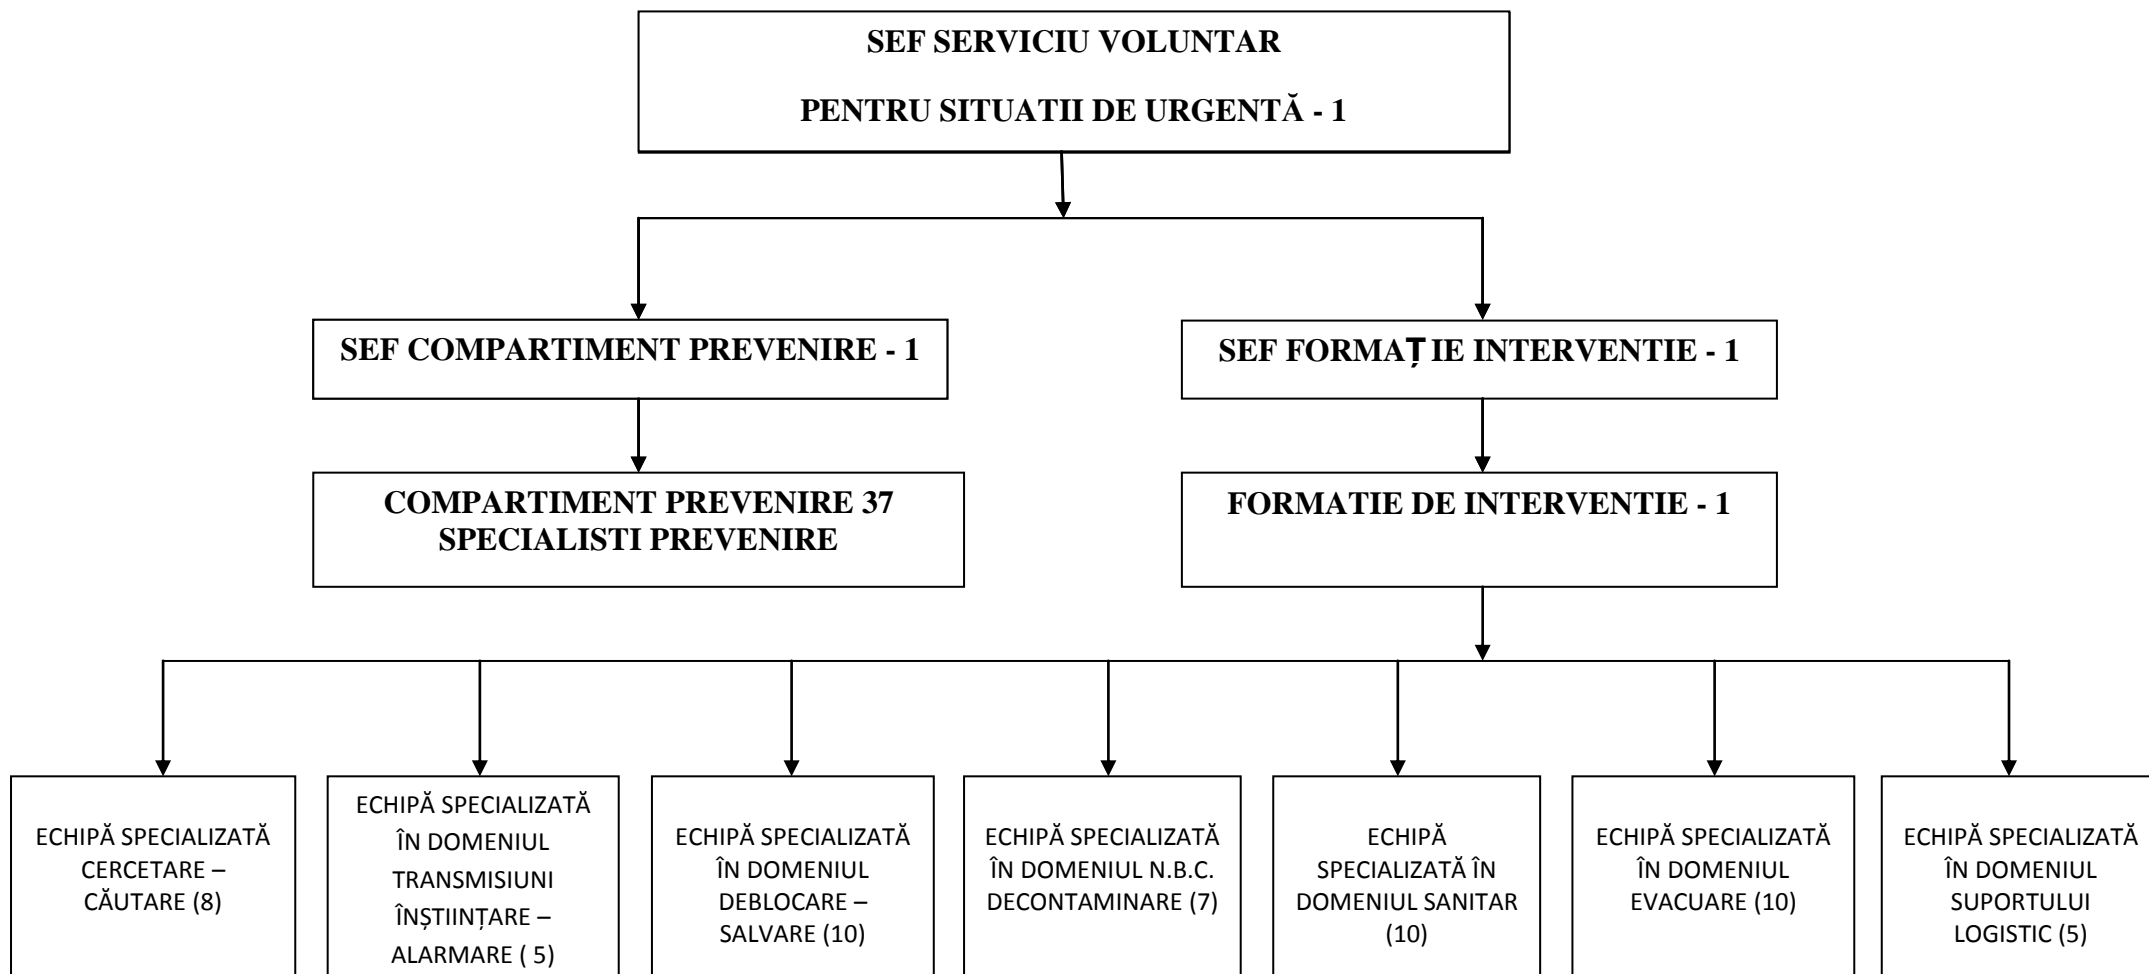 SEF SERVICIU VOLUNTAR
PENTRU SITUATII DE URGENTĂ - 1
SEF COMPARTIMENT PREVENIRE - 1
SEF FORMAȚ IE INTERVENTIE - 1
COMPARTIMENT PREVENIRE 37
SPECIALISTI PREVENIRE
FORMATIE DE INTERVENTIE - 1
ECHIPĂ SPECIALIZATĂ
CERCETARE –
CĂUTARE (8)
ECHIPĂ SPECIALIZATĂ
ÎN DOMENIUL
TRANSMISIUNI
ÎNȘTIINȚARE –
ALARMARE ( 5)
ECHIPĂ SPECIALIZATĂ
ÎN DOMENIUL
DEBLOCARE –
SALVARE (10)
ECHIPĂ SPECIALIZATĂ
ÎN DOMENIUL N.B.C.
DECONTAMINARE (7)
ECHIPĂ
SPECIALIZATĂ ÎN
DOMENIUL SANITAR
(10)
ECHIPĂ SPECIALIZATĂ
ÎN DOMENIUL
EVACUARE (10)
ECHIPĂ SPECIALIZATĂ
ÎN DOMENIUL
SUPORTULUI
LOGISTIC (5)